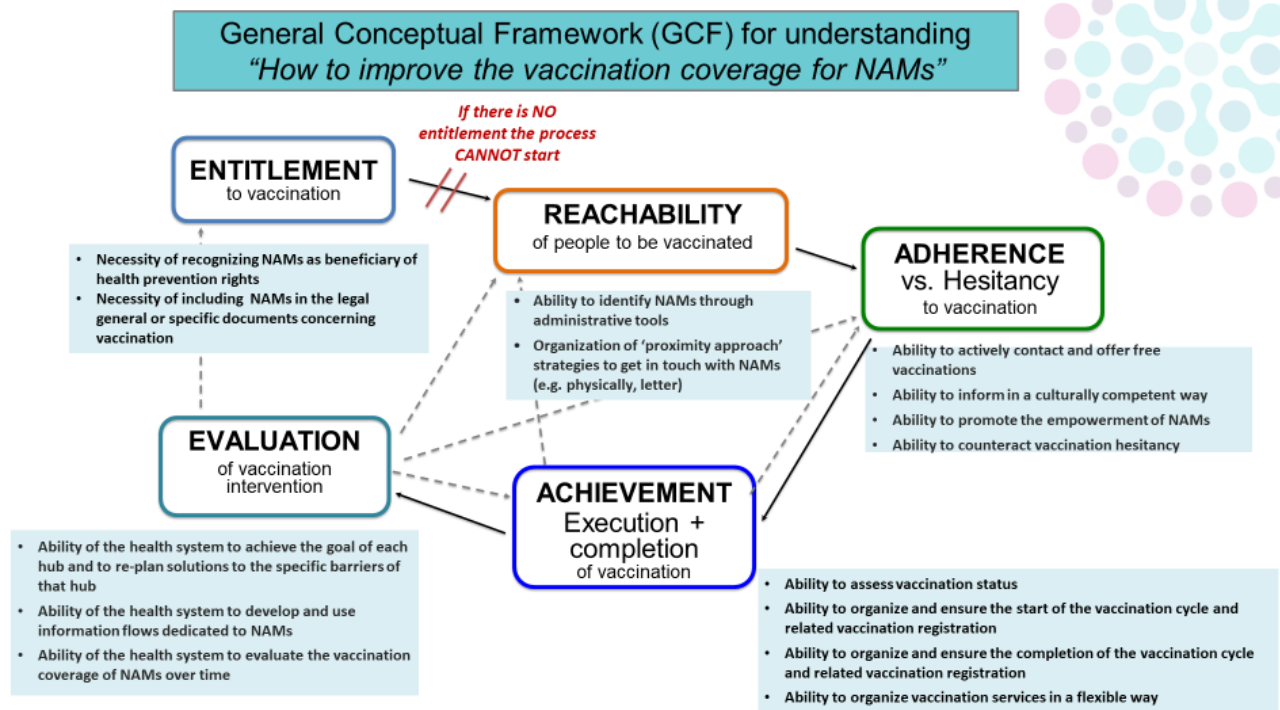 General Conceptual Framework (GCF) for understanding
“How to improve the vaccination coverage for NAMs”
If there is NO
entitlement the process
CANNOT start
ENTITLEMENT
to vaccination
REACHABILITY
of people to be vaccinated
ADHERENCE
vs. Hesitancy
to vaccination
• Necessity of recognizing NAMs as beneficiary of
health prevention rights
• Necessity of including NAMs in the legal
general or specific documents concerning
vaccination
• Ability to identify NAMs through
administrative tools
• Organization of ‘proximity approach’
strategies to get in touch with NAMs
(e.g. physically, letter)
• Ability to actively contact and offer free
vaccinations
• Ability to inform in a culturally competent way
• Ability to promote the empowerment of NAMs
• Ability to counteract vaccination hesitancy
EVALUATION
of vaccination
intervention
ACHIEVEMENT
Execution +
completion
of vaccination
• Ability of the health system to achieve the goal of each
hub and to re-plan solutions to the specific barriers of
that hub
• Ability of the health system to develop and use
information flows dedicated to NAMs
• Ability of the health system to evaluate the vaccination
coverage of NAMs over time
• Ability to assess vaccination status
• Ability to organize and ensure the start of the vaccination cycle and
related vaccination registration
• Ability to organize and ensure the completion of the vaccination cycle
and related vaccination registration
• Ability to organize vaccination services in a flexible way